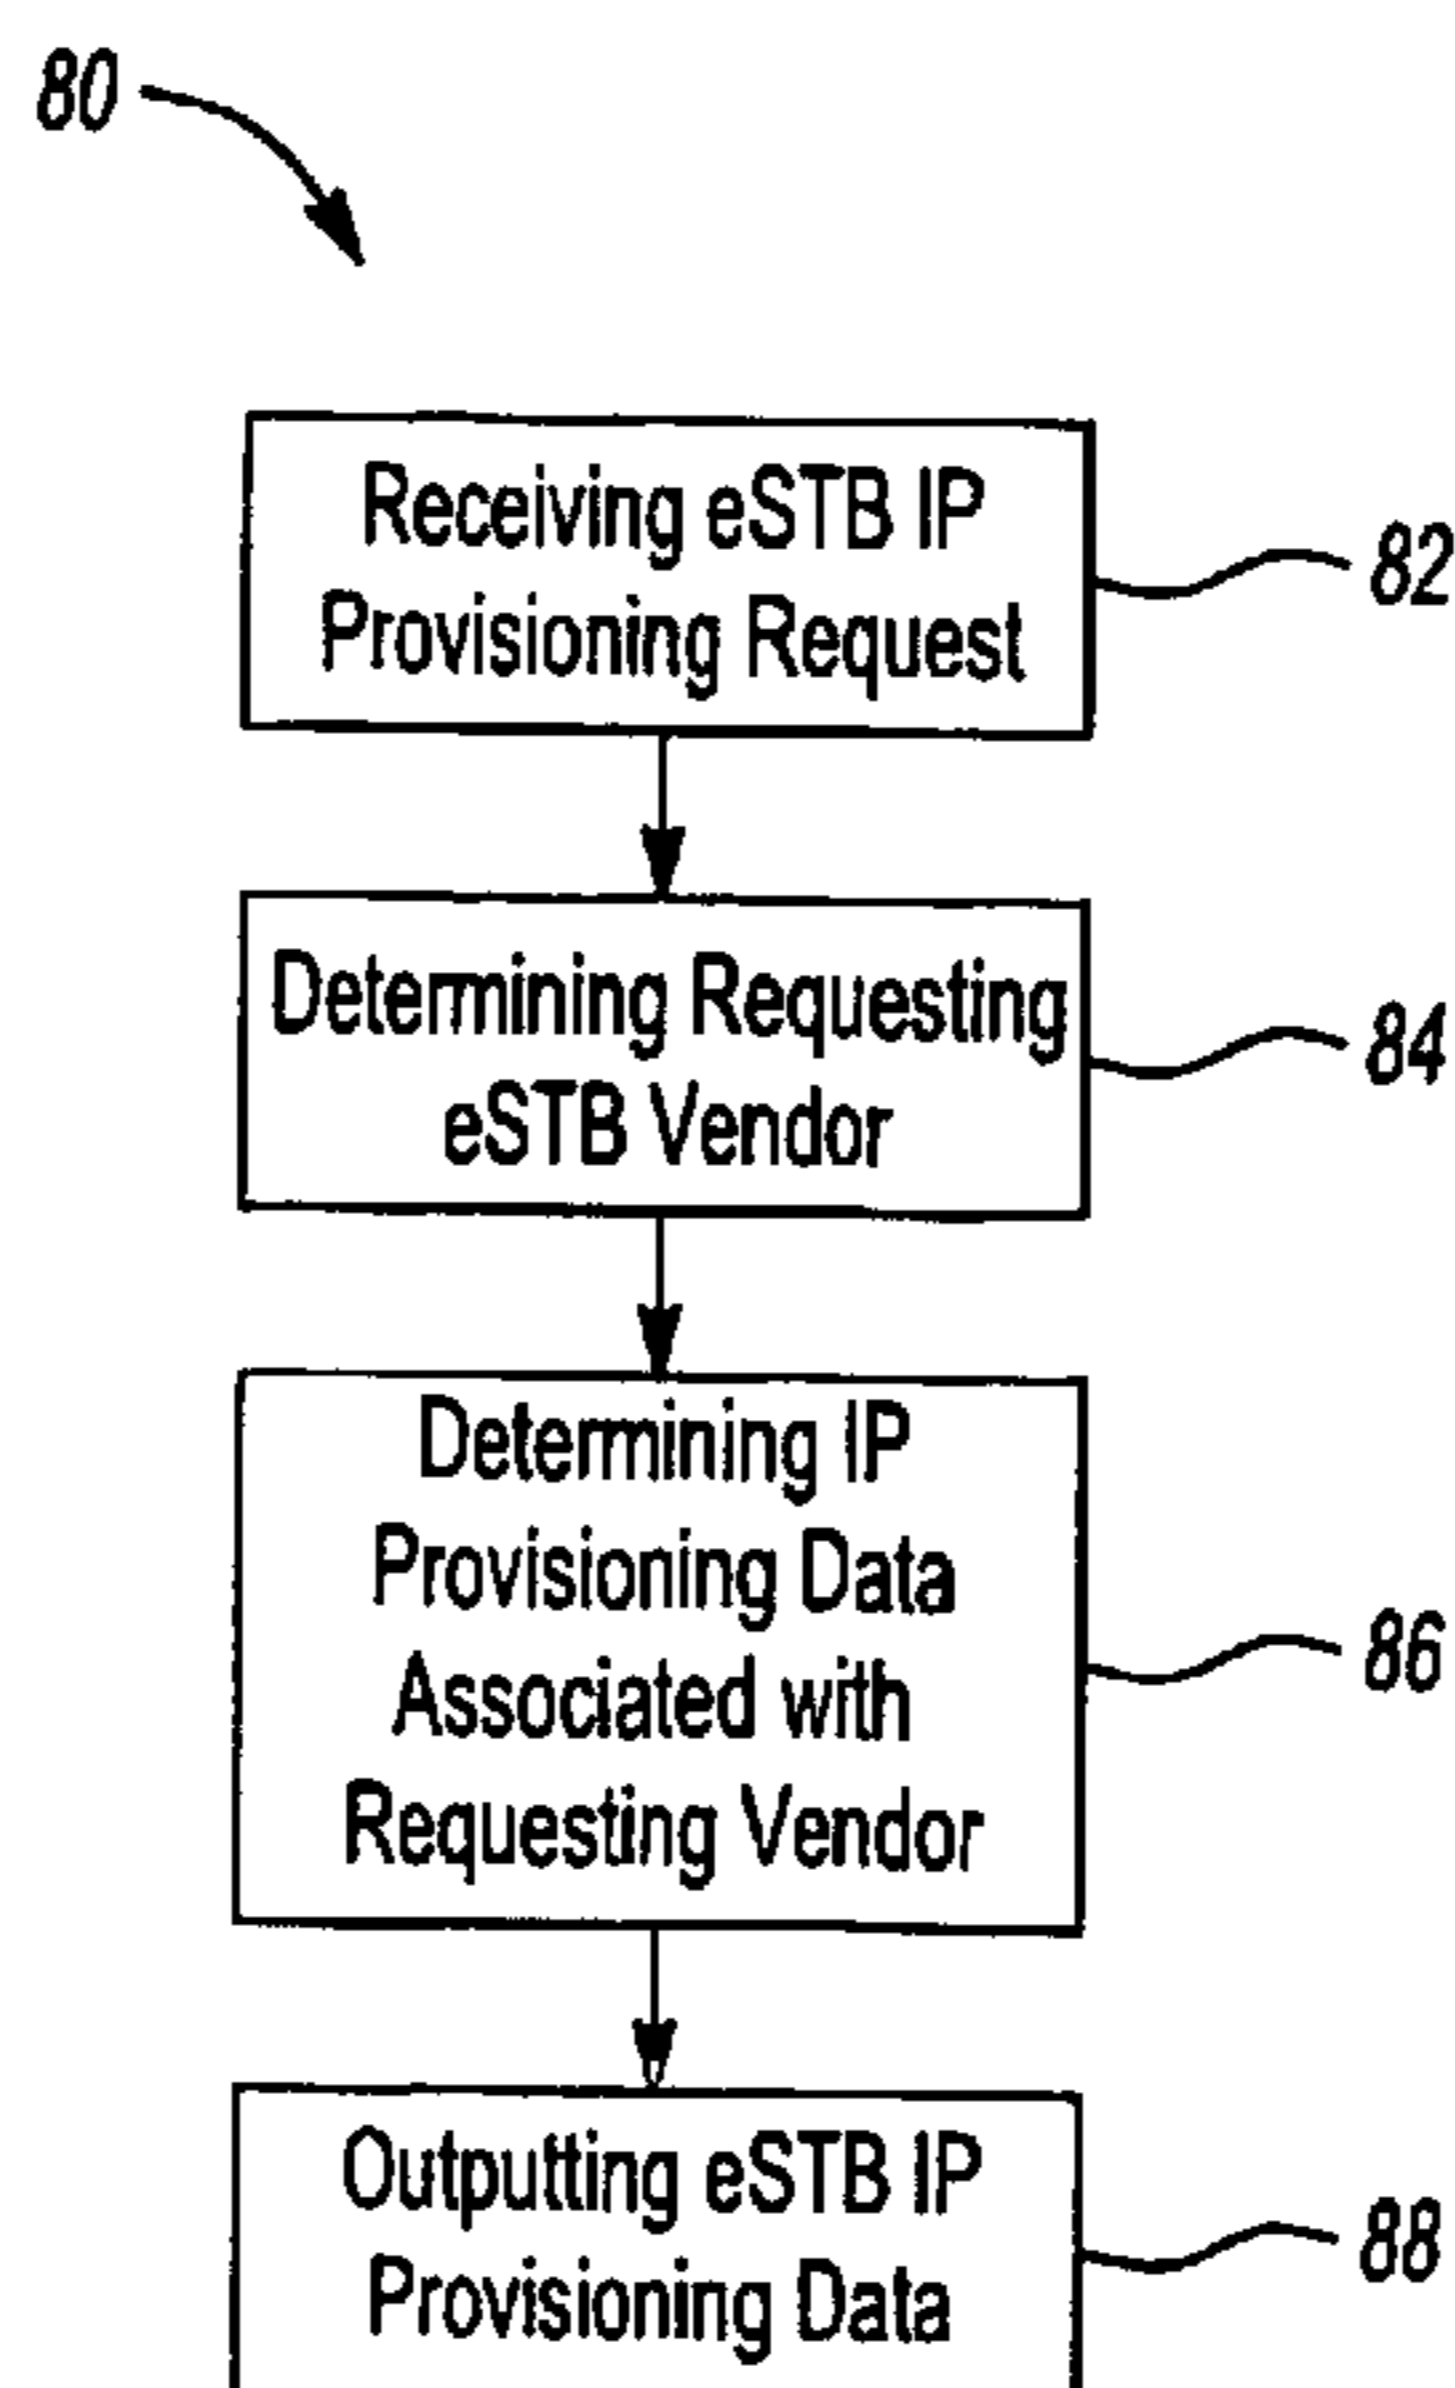 80
Receiving eSTB IP
Provisioning Request
82
Determining Requesting
eSTB Vendor
84
Determining IP
Provisioning Data
Associated with
Requesting Vendor
86
Outputting eSTB IP
Provisioning Data
88